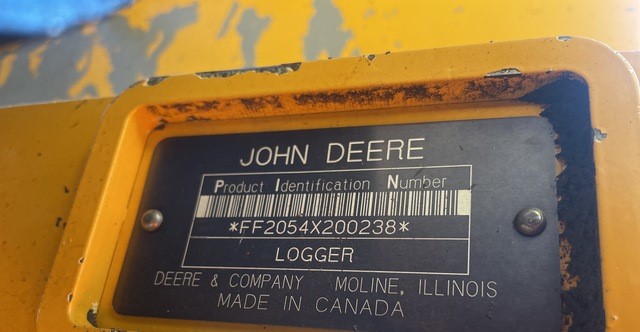 JOHN DEERE
Product Identification Number
*FF2054X200238*
LOGGER
DEERE & COMPANY MOLINE, ILLINOIS
MADE IN CANADA